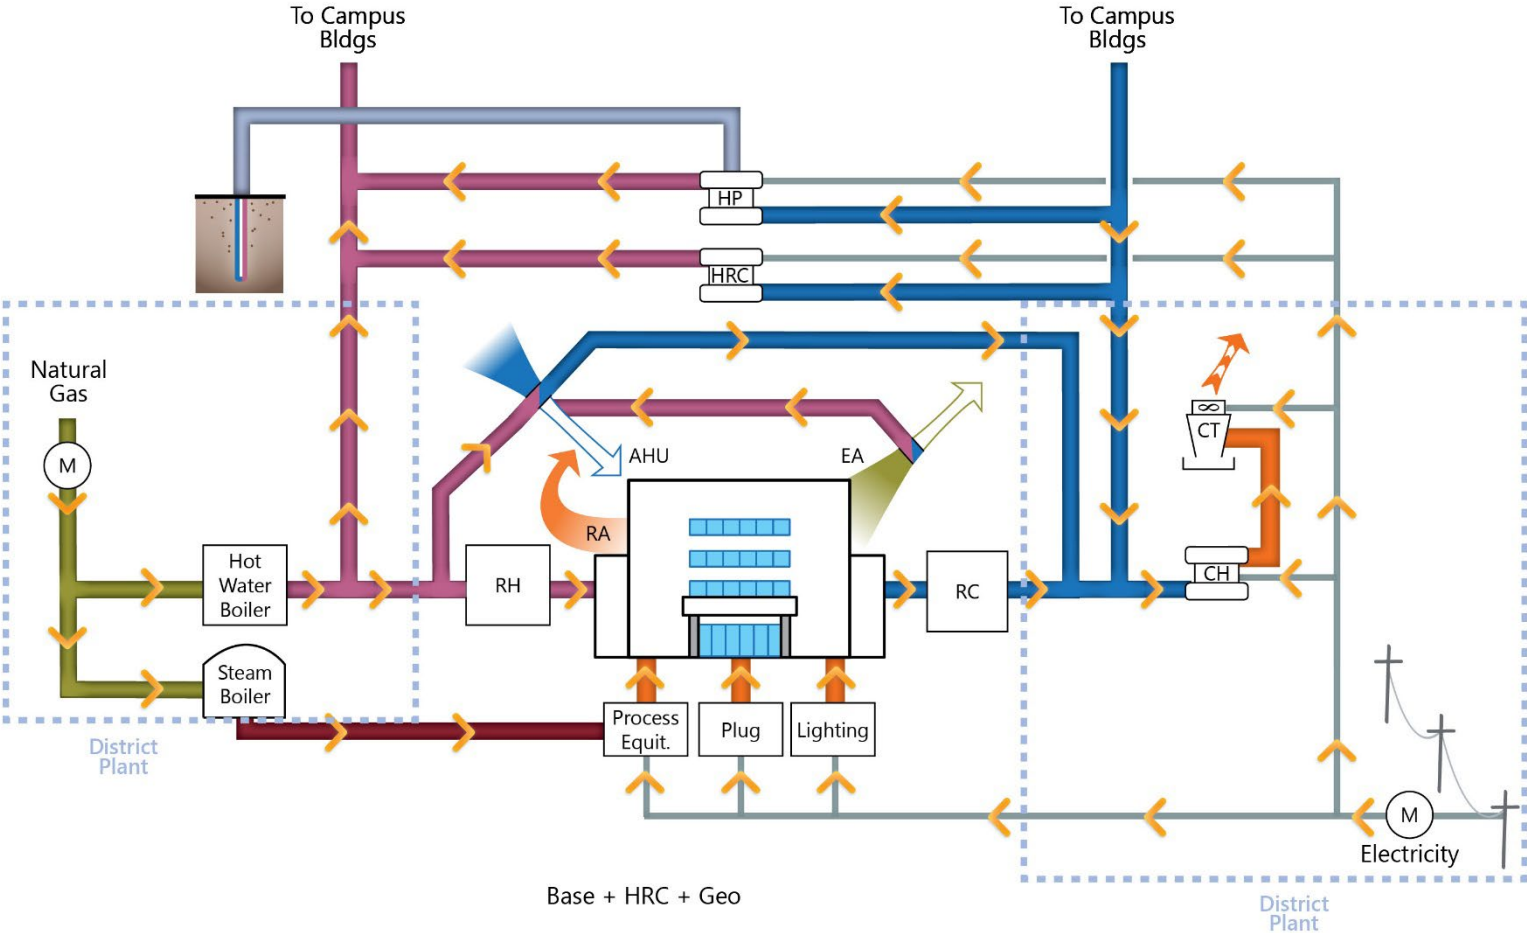 To Campus
Bldgs
To Campus
Bldgs
HP
HRC
Natural
Gas
M
CT
AHU
EA
RA
Hot
Water
Boiler
RH
RC
CH
Steam
Boiler
Process
Equit.
Plug
Lighting
District
Plant
M
Electricity
Base + HRC + Geo
District
Plant